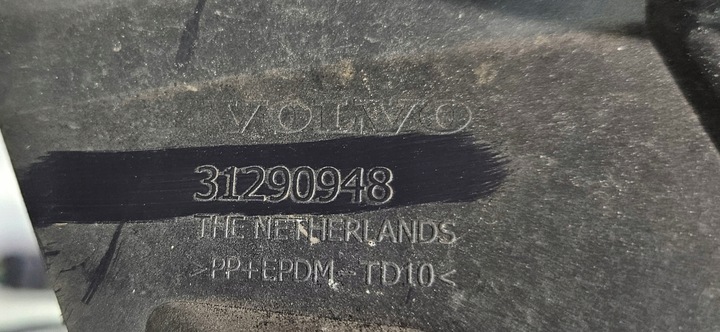 VOLVO
31290948
THE NETHERLANDS
>PP+EPDM-TD10<